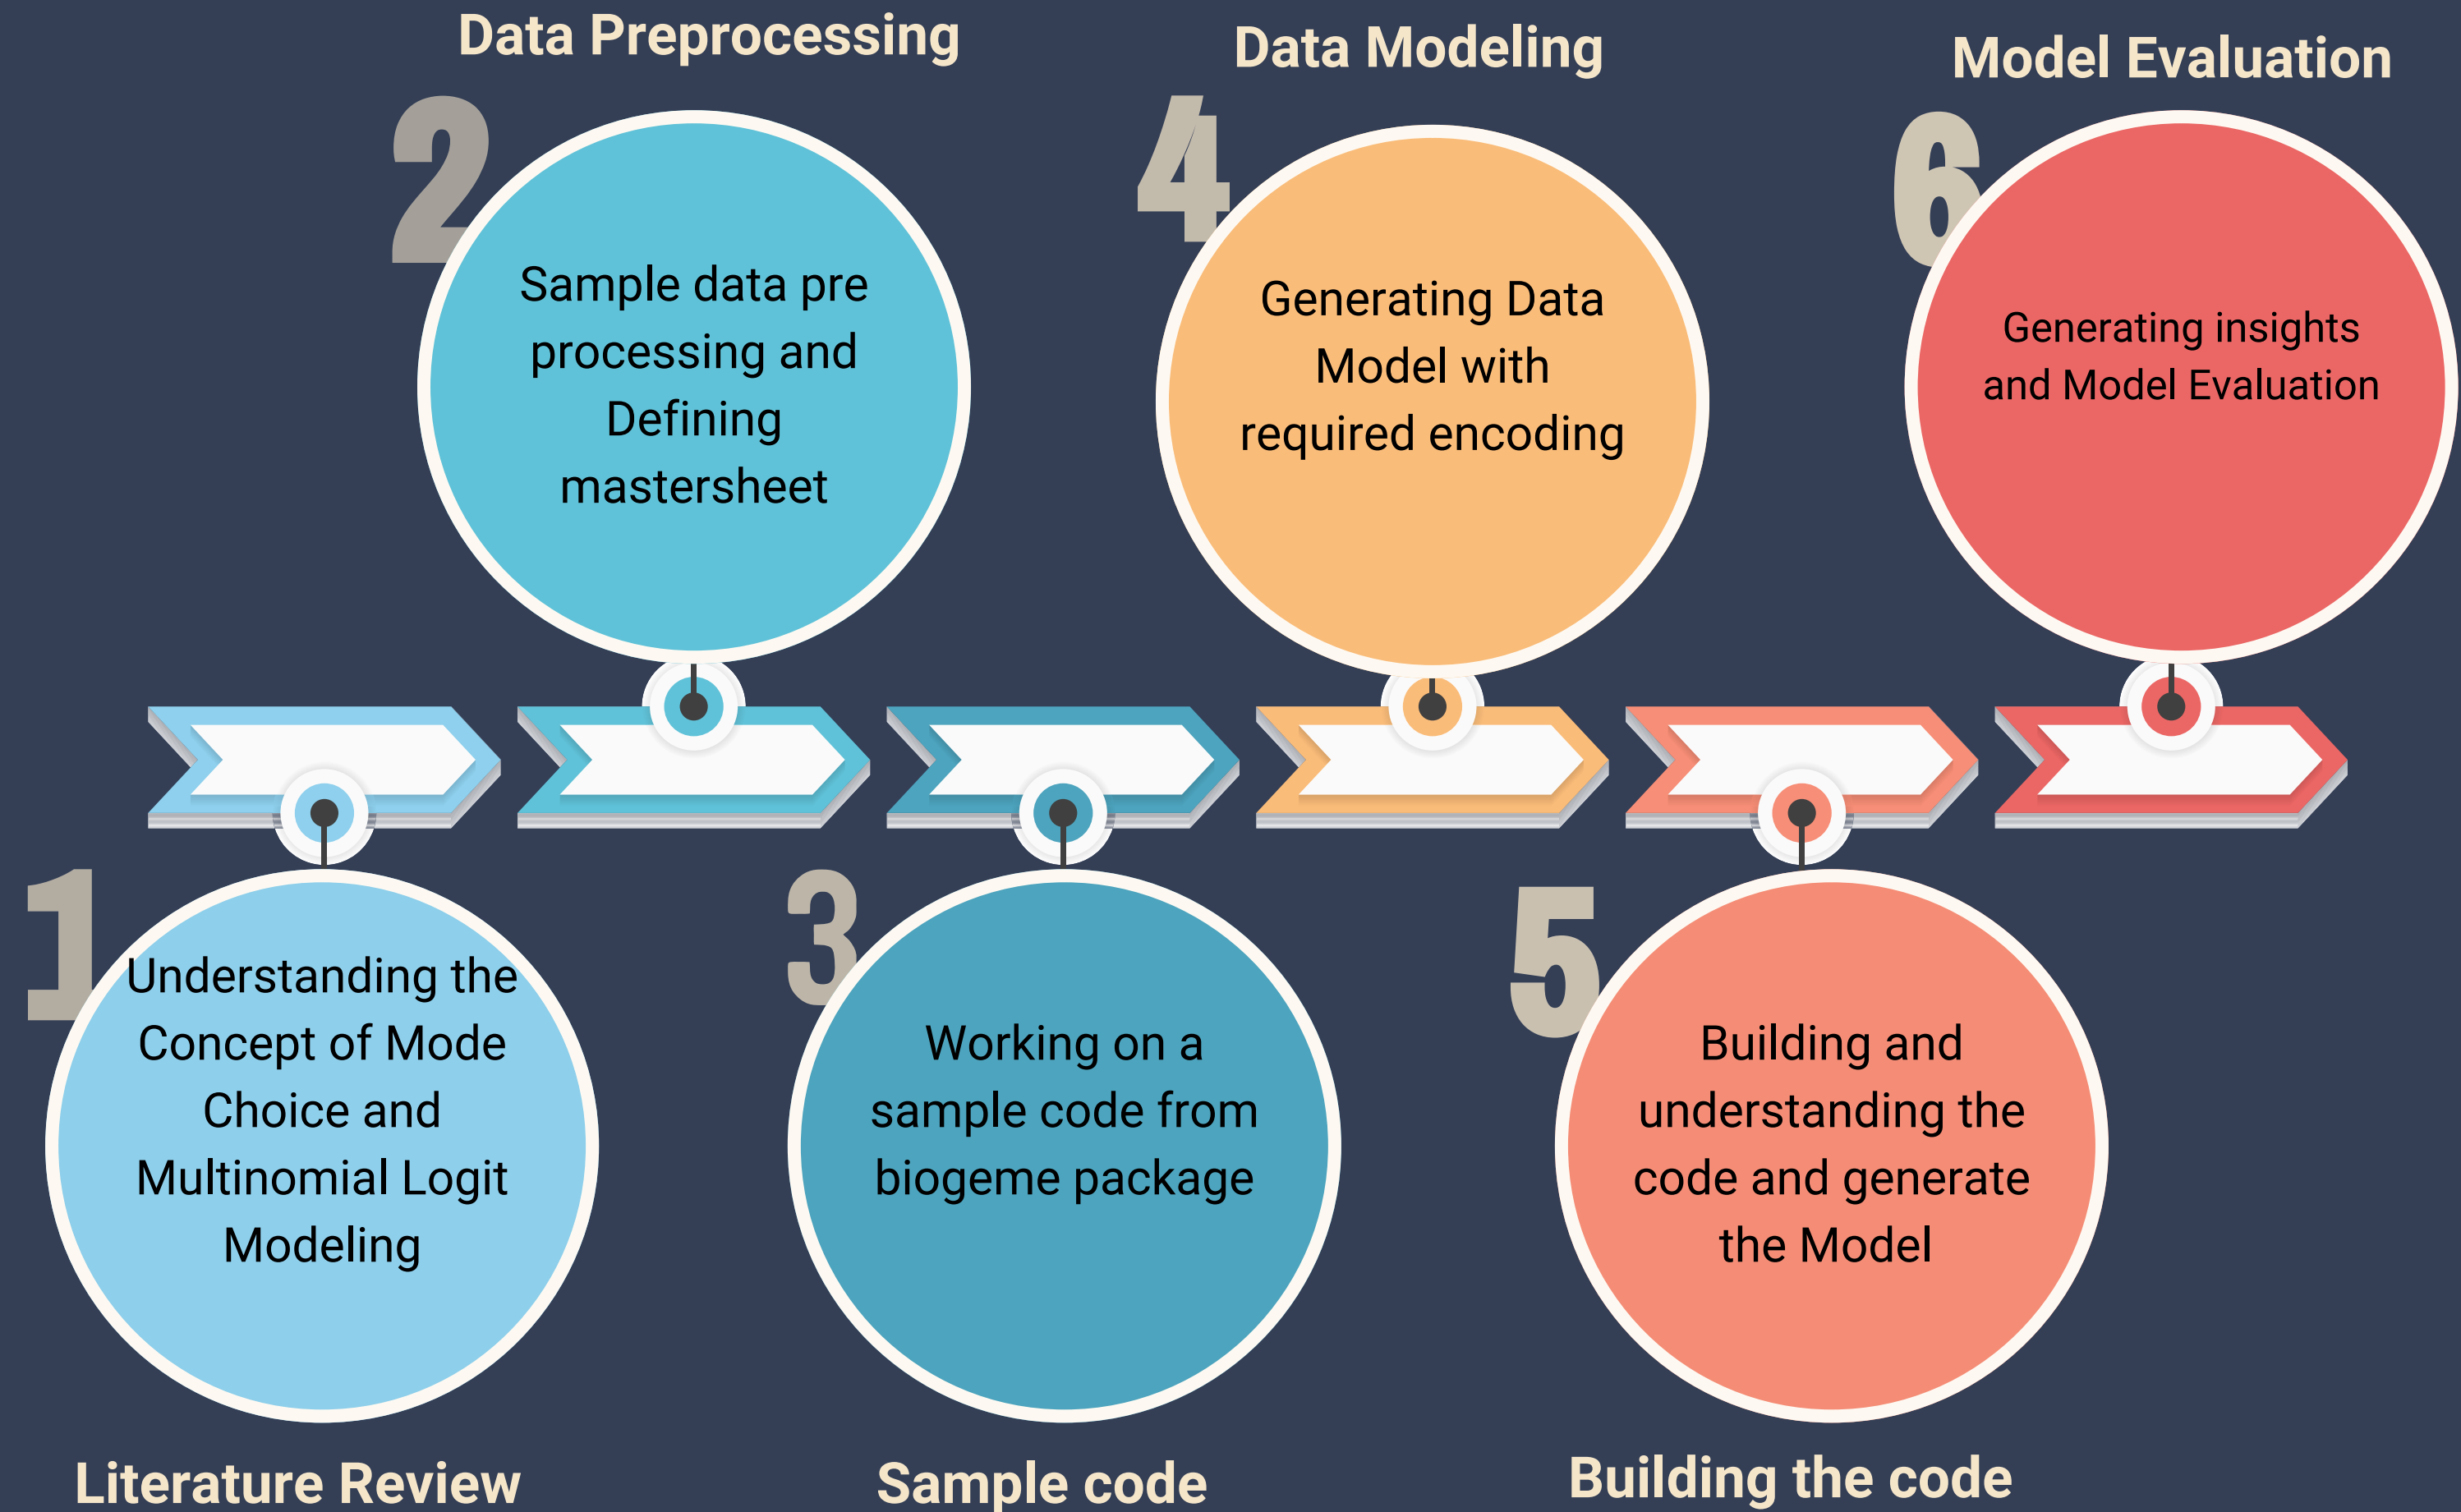 Data Preprocessing
2
Sample data pre
processing and
Defining
mastersheet
Data Modeling
4
Generating Data
Model with
required encoding
Model Evaluation
6
Generating insights
and Model Evaluation
1
Understanding the
Concept of Mode
Choice and
Multinomial Logit
Modeling
Literature Review
3
Working on a
sample code from
biogeme package
Sample code
5
Building and
understanding the
code and generate
the Model
Building the code